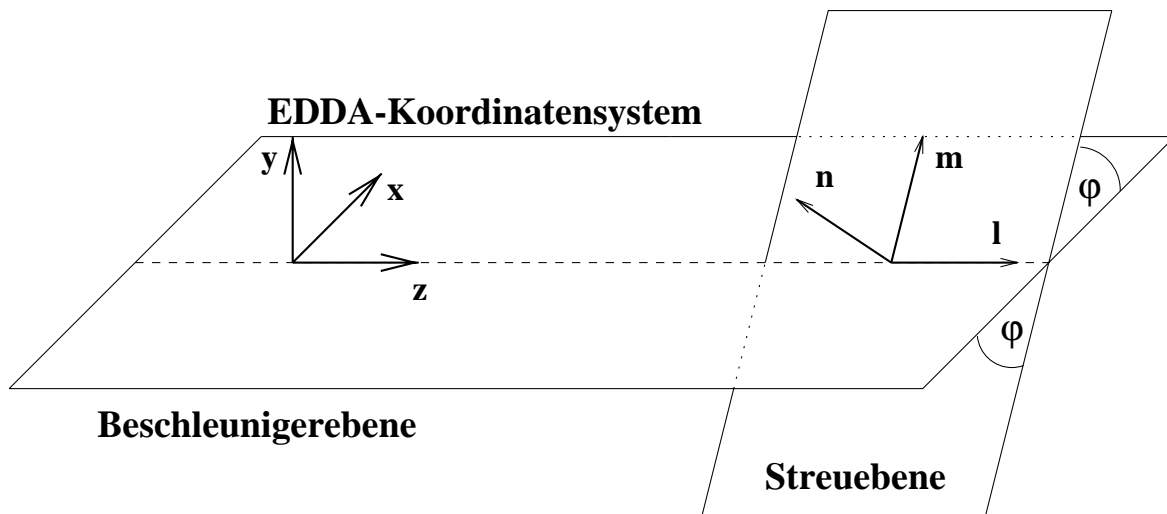 EDDA-Koordinatensystem
y
x
z
n
m
l
φ
φ
Beschleunigerebene
Streuebene